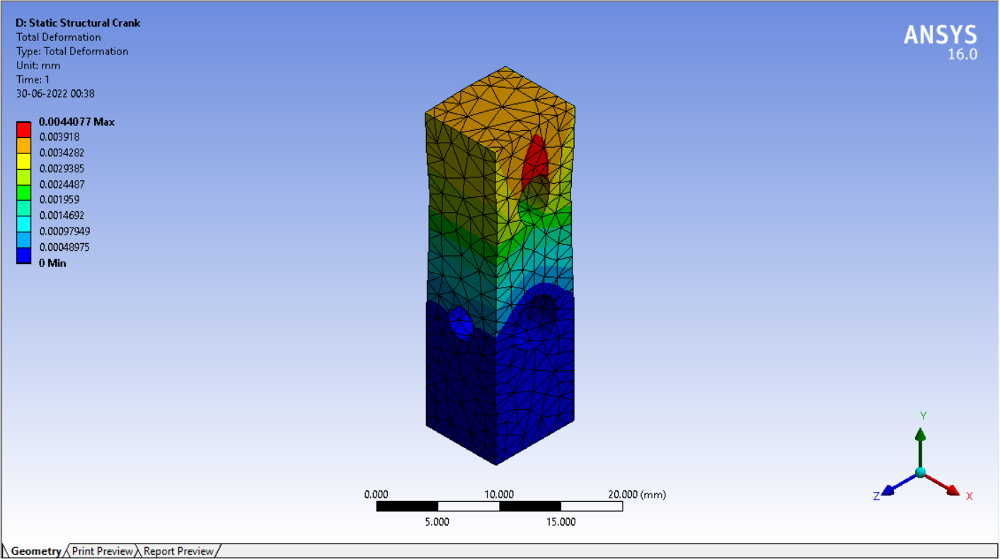 D: Static Structural Crank
Total Deformation
Type: Total Deformation
Unit: mm
Time: 1
30-06-2022 00:38
ANSYS
16.0
0.0044077 Max
0.003918
0.0034282
0.0029385
0.0024487
0.001959
0.0014692
0.00097949
0.00048975
0 Min
0.000 10.000 20.000 (mm)
5.000 15.000
Y
Z X
Geometry Print Preview Report Preview